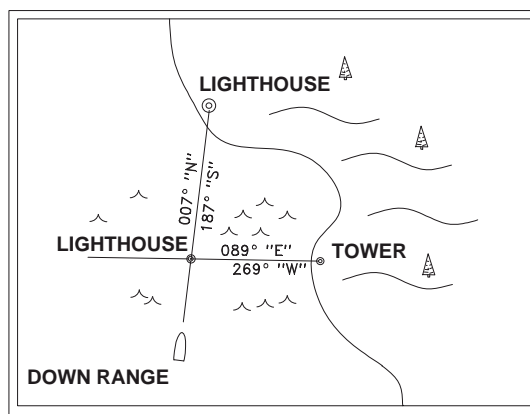 LIGHTHOUSE
007° "N"
187° "S"
LIGHTHOUSE
089° "E"
269° "W"
TOWER
DOWN RANGE